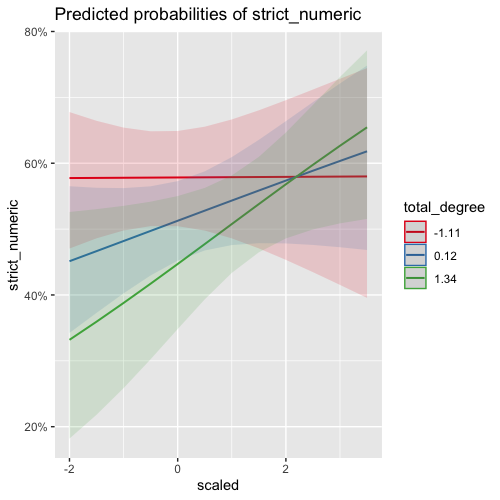 Predicted probabilities of strict_numeric
80%
60%
40%
20%
strict_numeric
-2
0
2
scaled
total_degree
-1.11
0.12
1.34